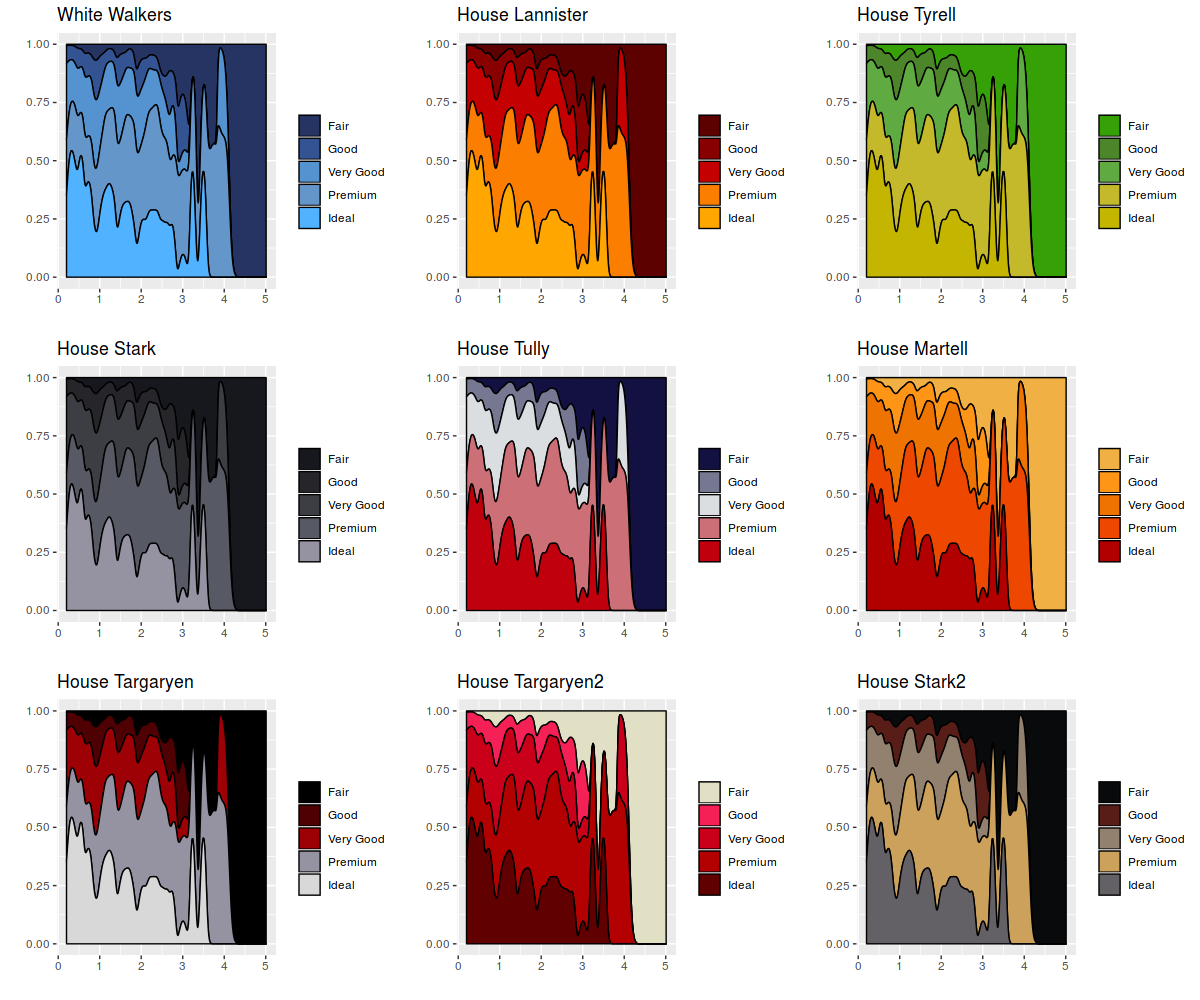 White Walkers
1.00
0.75
0.50
0.25
0.00
0 1 2 3 4 5
Fair
Good
Very Good
Premium
Ideal
House Lannister
1.00
0.75
0.50
0.25
0.00
0 1 2 3 4 5
Fair
Good
Very Good
Premium
Ideal
House Tyrell
1.00
0.75
0.50
0.25
0.00
0 1 2 3 4 5
Fair
Good
Very Good
Premium
Ideal
House Stark
1.00
0.75
0.50
0.25
0.00
0 1 2 3 4 5
Fair
Good
Very Good
Premium
Ideal
House Tully
1.00
0.75
0.50
0.25
0.00
0 1 2 3 4 5
Fair
Good
Very Good
Premium
Ideal
House Martell
1.00
0.75
0.50
0.25
0.00
0 1 2 3 4 5
Fair
Good
Very Good
Premium
Ideal
House Targaryen
1.00
0.75
0.50
0.25
0.00
0 1 2 3 4 5
Fair
Good
Very Good
Premium
Ideal
House Targaryen2
1.00
0.75
0.50
0.25
0.00
0 1 2 3 4 5
Fair
Good
Very Good
Premium
Ideal
House Stark2
1.00
0.75
0.50
0.25
0.00
0 1 2 3 4 5
Fair
Good
Very Good
Premium
Ideal